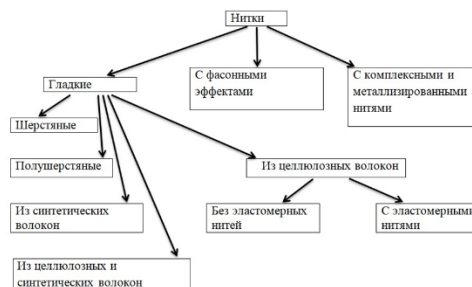 Нитки
Гладкие
С фасонными
эффектами
С комплексными и
металлизированными
нитями
Шерстяные
Полушерстяные
Из целлюлозных волокон
Из синтетических
волокон
Без эластомерных
нитей
С эластомерными
нитями
Из целлюлозных и
синтетических волокон